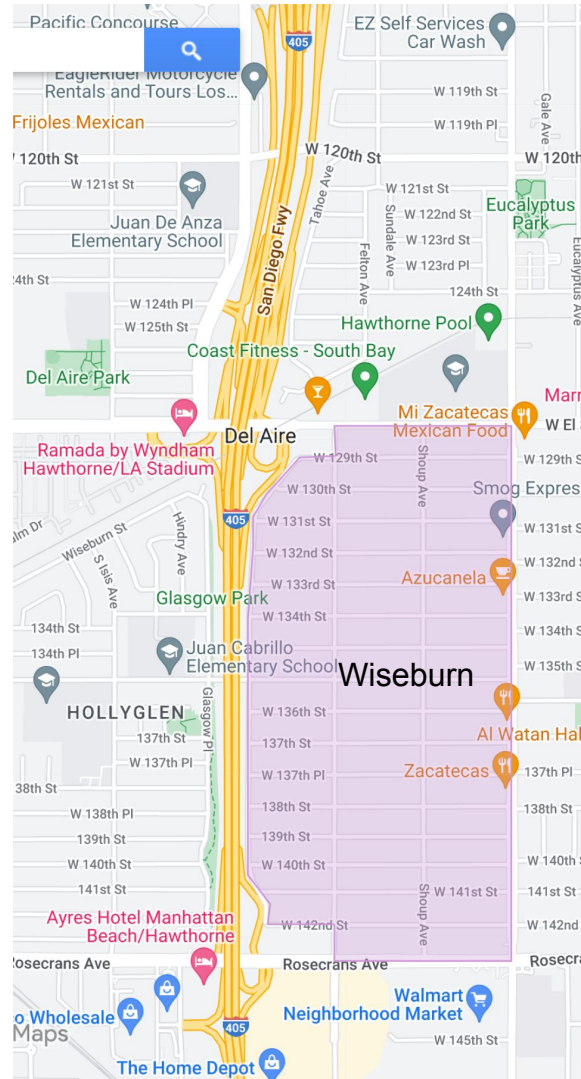 Pacific Concourse
EZ Self Services
Car Wash
405
EagleRider Motorcycle
Rentals and Tours Los...
W 119th St
W 119th Pl
Gale Ave
Frijoles Mexican
W 120th St
120th St
W 120th
W 121st St
W 121st St
Tahoe Ave
Sundale Ave
Juan De Anza
Elementary School
W 122nd St
Eucalyptus
Park
W 123rd St
San Diego Fwy
Felton Ave
W 123rd Pl
Eucalyptus Ave
24th St
124th St
W 124th Pl
W 125th St
Hawthorne Pool
Coast Fitness - South Bay
Del Aire Park
Mi Zacatecas
Mexican Food
Del Aire
W El
Ramada by Wyndham
Hawthorne/LA Stadium
W 129th St
Shoup Ave
W 129th S
W 130th St
Smog Expres
405
W 131st St
W 131st S
Wiseburn St
Hindry Ave
S Isis Ave
W 132nd St
W 132nd
W 133rd St
Azucanela
W 133rd S
Glasgow Park
134th St
W 134th St
W 134th S
134th Pl
Juan Cabrillo
Elementary School
Wiseburn
W 135th S
HOLLYGLEN
Glasgow Pl
W 136th St
Al Watan Hal
137th St
137th St
W 137th Pl
W 137th Pl
Zacatecas
137th Pl
38th St
138th St
138th St
W 138th Pl
139th St
139th St
W 140th St
W 140th St
W 140th
141st St
Shoup Ave
W 141st St
141st St
Ayres Hotel Manhattan
Beach/Hawthorne
W 142nd St
W 142nd
Rosecrans Ave
Rosecrans Ave
Rosecr
Wholesale
Walmart
Neighborhood Market
Maps
405
W 145th St
The Home Depot